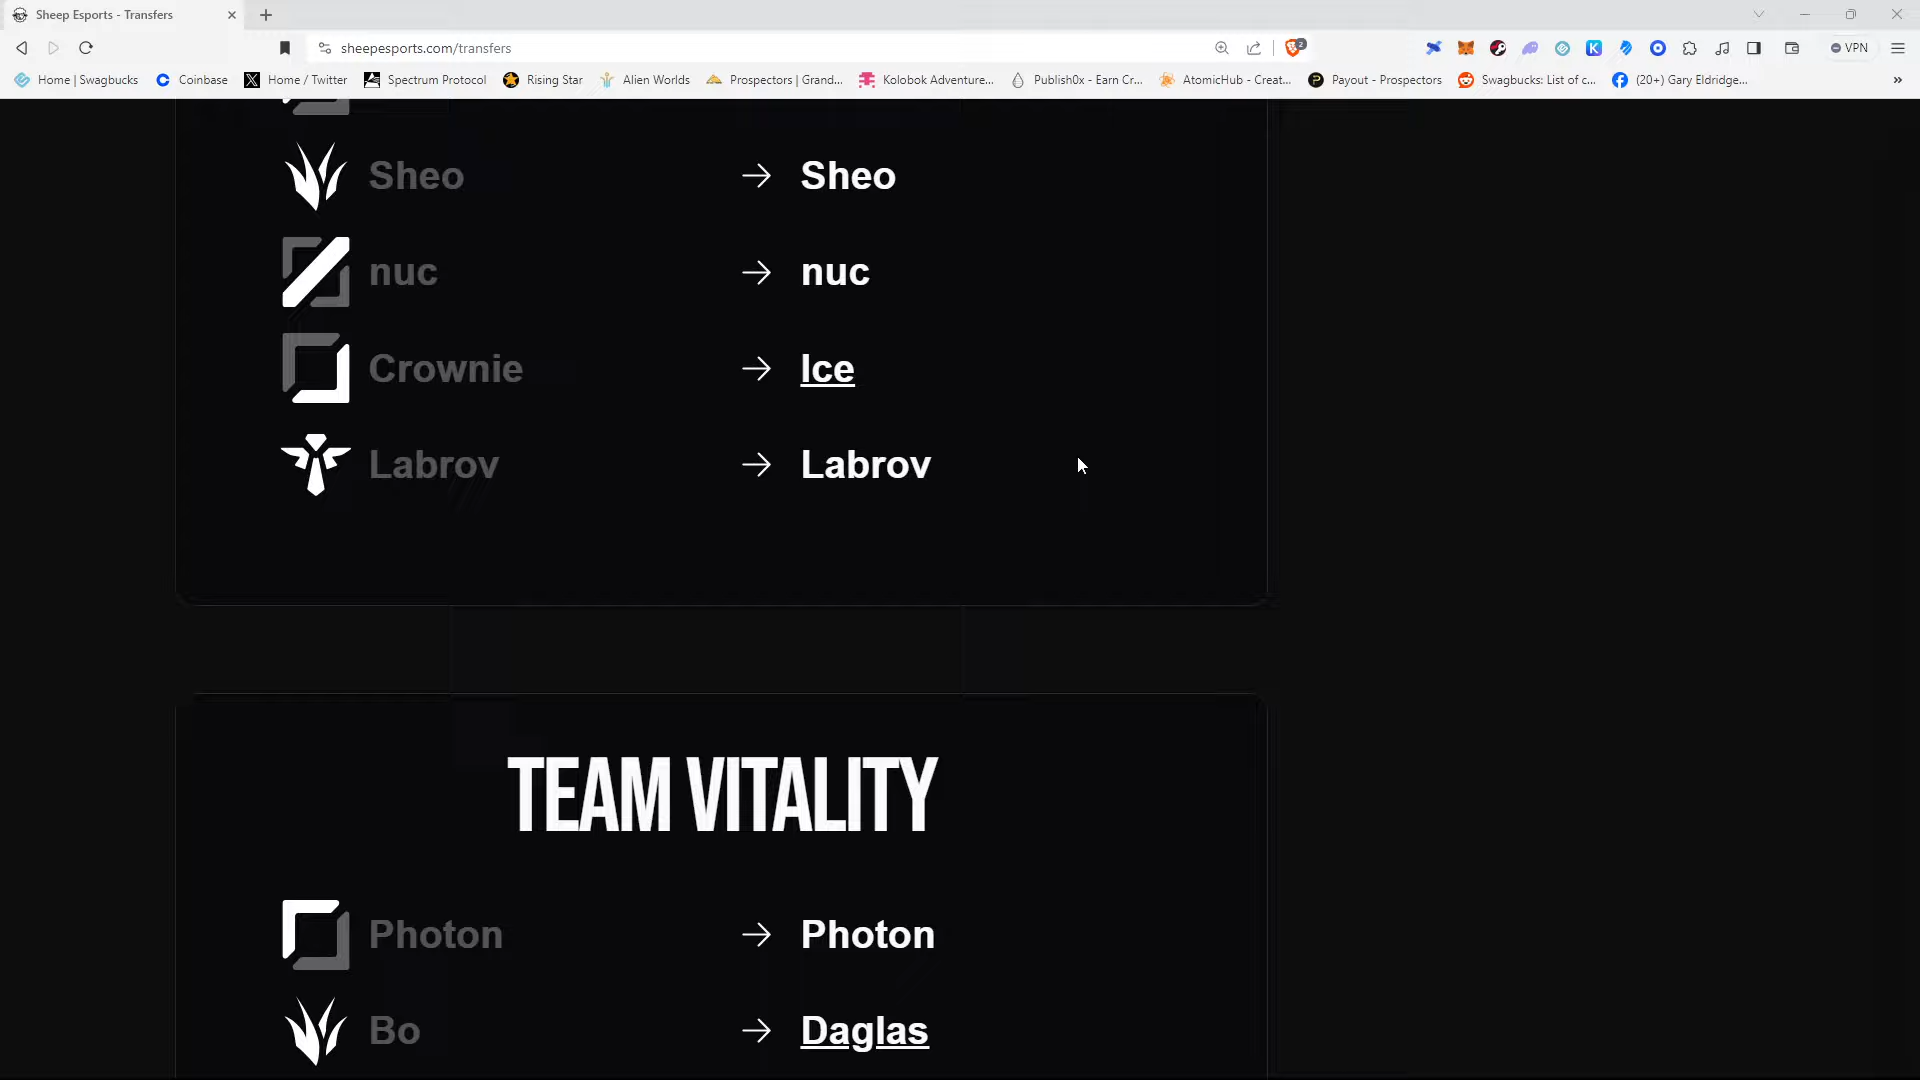 Sheep Esports - Transfers
sheepesports.com/transfers
2
VPN
Home | Swagbucks
Coinbase
Home / Twitter
Spectrum Protocol
Rising Star
Alien Worlds
Prospectors | Grand...
Kolobok Adventure...
Publish0x - Earn Cr...
AtomicHub - Creat...
Payout - Prospectors
Swagbucks: List of c...
(20+) Gary Eldridge...
Sheo → Sheo
nuc → nuc
Crownie → Ice
Labrov → Labrov
TEAM VITALITY
Photon → Photon
Bo → Daglas